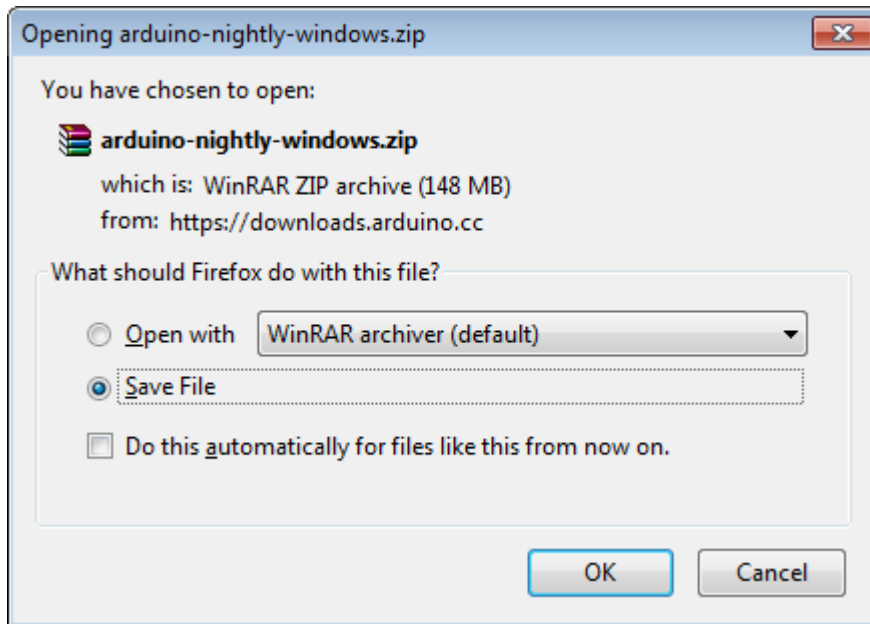 Opening arduino-nightly-windows.zip
You have chosen to open:
arduino-nightly-windows.zip
which is: WinRAR ZIP archive (148 MB)
from: https://downloads.arduino.cc
What should Firefox do with this file?
Open with WinRAR archiver (default)
Save File
Do this automatically for files like this from now on.
OK Cancel